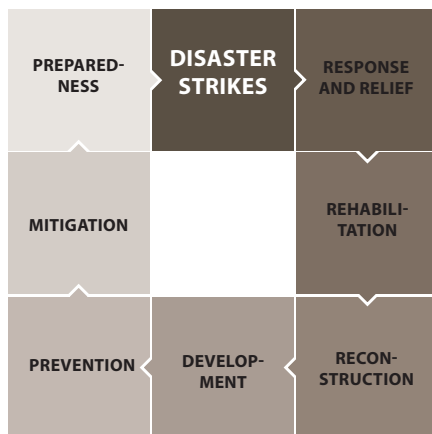 PREPARED-
NESS
DISASTER
STRIKES
RESPONSE
AND RELIEF
MITIGATION
REHABILI-
TATION
PREVENTION
DEVELOP-
MENT
RECON-
STRUCTION